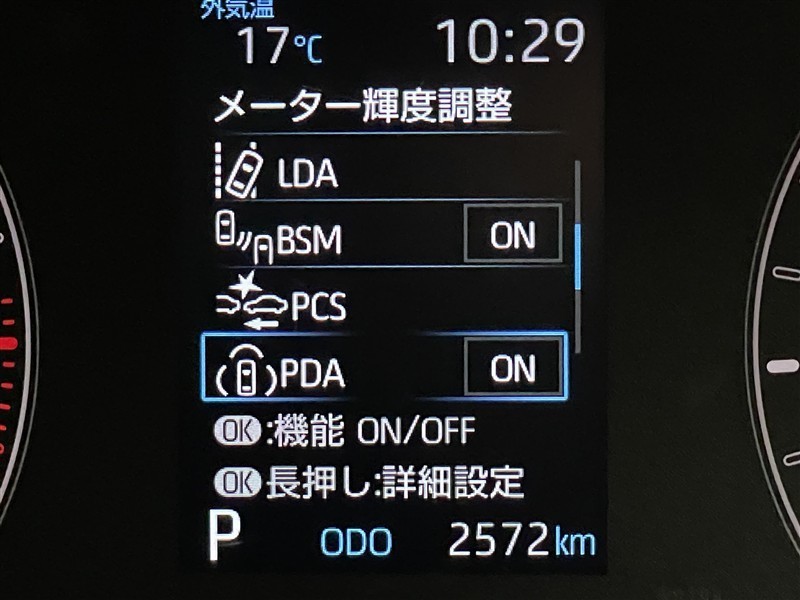 外気温
17℃ 10:29
メーター輝度調整
LDA
BSM ON
PCS
PDA ON
OK:機能 ON/OFF
OK長押し:詳細設定
P ODO 2572km